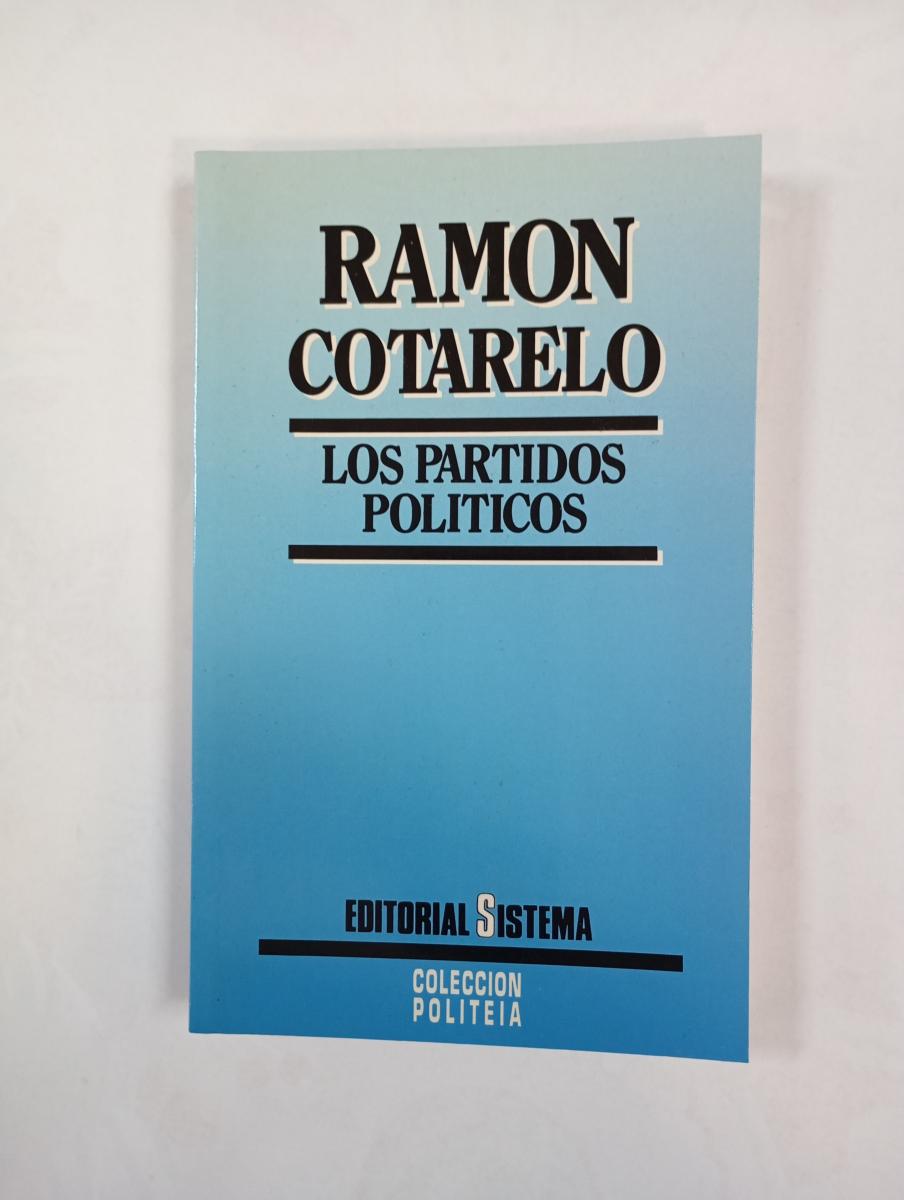 RAMON
COTARELO
LOS PARTIDOS
POLITICOS
EDITORIAL SISTEMA
COLECCION
POLITEIA